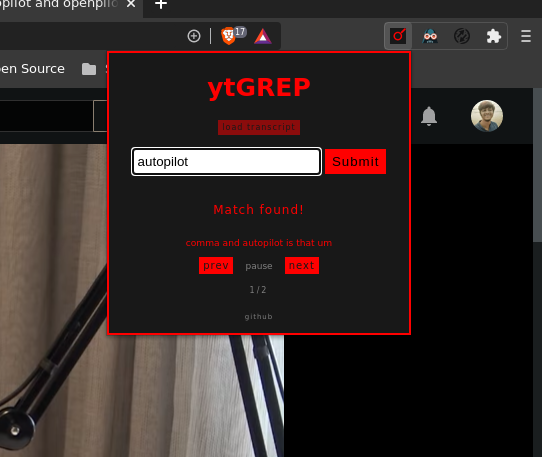 pilot and openpilo
17
en Source
ytGREP
load transcript
autopilot Submit
Match found!
comma and autopilot is that um
prev pause next
1/2
github